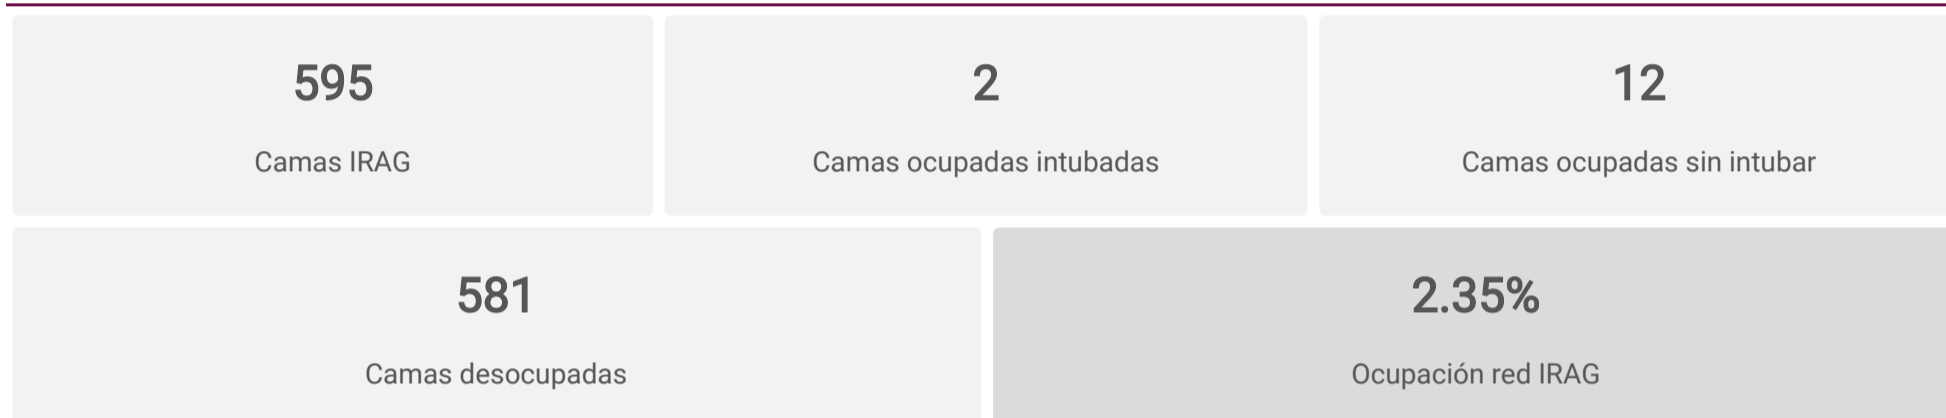 595
Camas IRAG
2
Camas ocupadas intubadas
12
Camas ocupadas sin intubar
581
Camas desocupadas
2.35%
Ocupación red IRAG